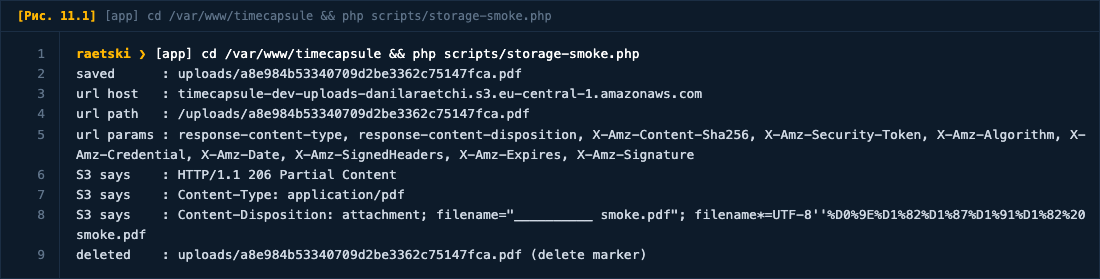 [Рис. 11.1] [app] cd /var/www/timecapsule && php scripts/storage-smoke.php
1 raetski ❯ [app] cd /var/www/timecapsule && php scripts/storage-smoke.php
2 saved : uploads/a8e984b53340709d2be3362c75147fca.pdf
3 url host : timecapsule-dev-uploads-danilaraetchi.s3.eu-central-1.amazonaws.com
4 url path : /uploads/a8e984b53340709d2be3362c75147fca.pdf
5 url params : response-content-type, response-content-disposition, X-Amz-Content-Sha256, X-Amz-Security-Token, X-Amz-Algorithm, X-
Amz-Credential, X-Amz-Date, X-Amz-SignedHeaders, X-Amz-Expires, X-Amz-Signature
6 S3 says : HTTP/1.1 206 Partial Content
7 S3 says : Content-Type: application/pdf
8 S3 says : Content-Disposition: attachment; filename="___________ smoke.pdf"; filename*=UTF-8''%D0%9E%D1%82%D1%87%D1%91%D1%82%20
smoke.pdf
9 deleted : uploads/a8e984b53340709d2be3362c75147fca.pdf (delete marker)